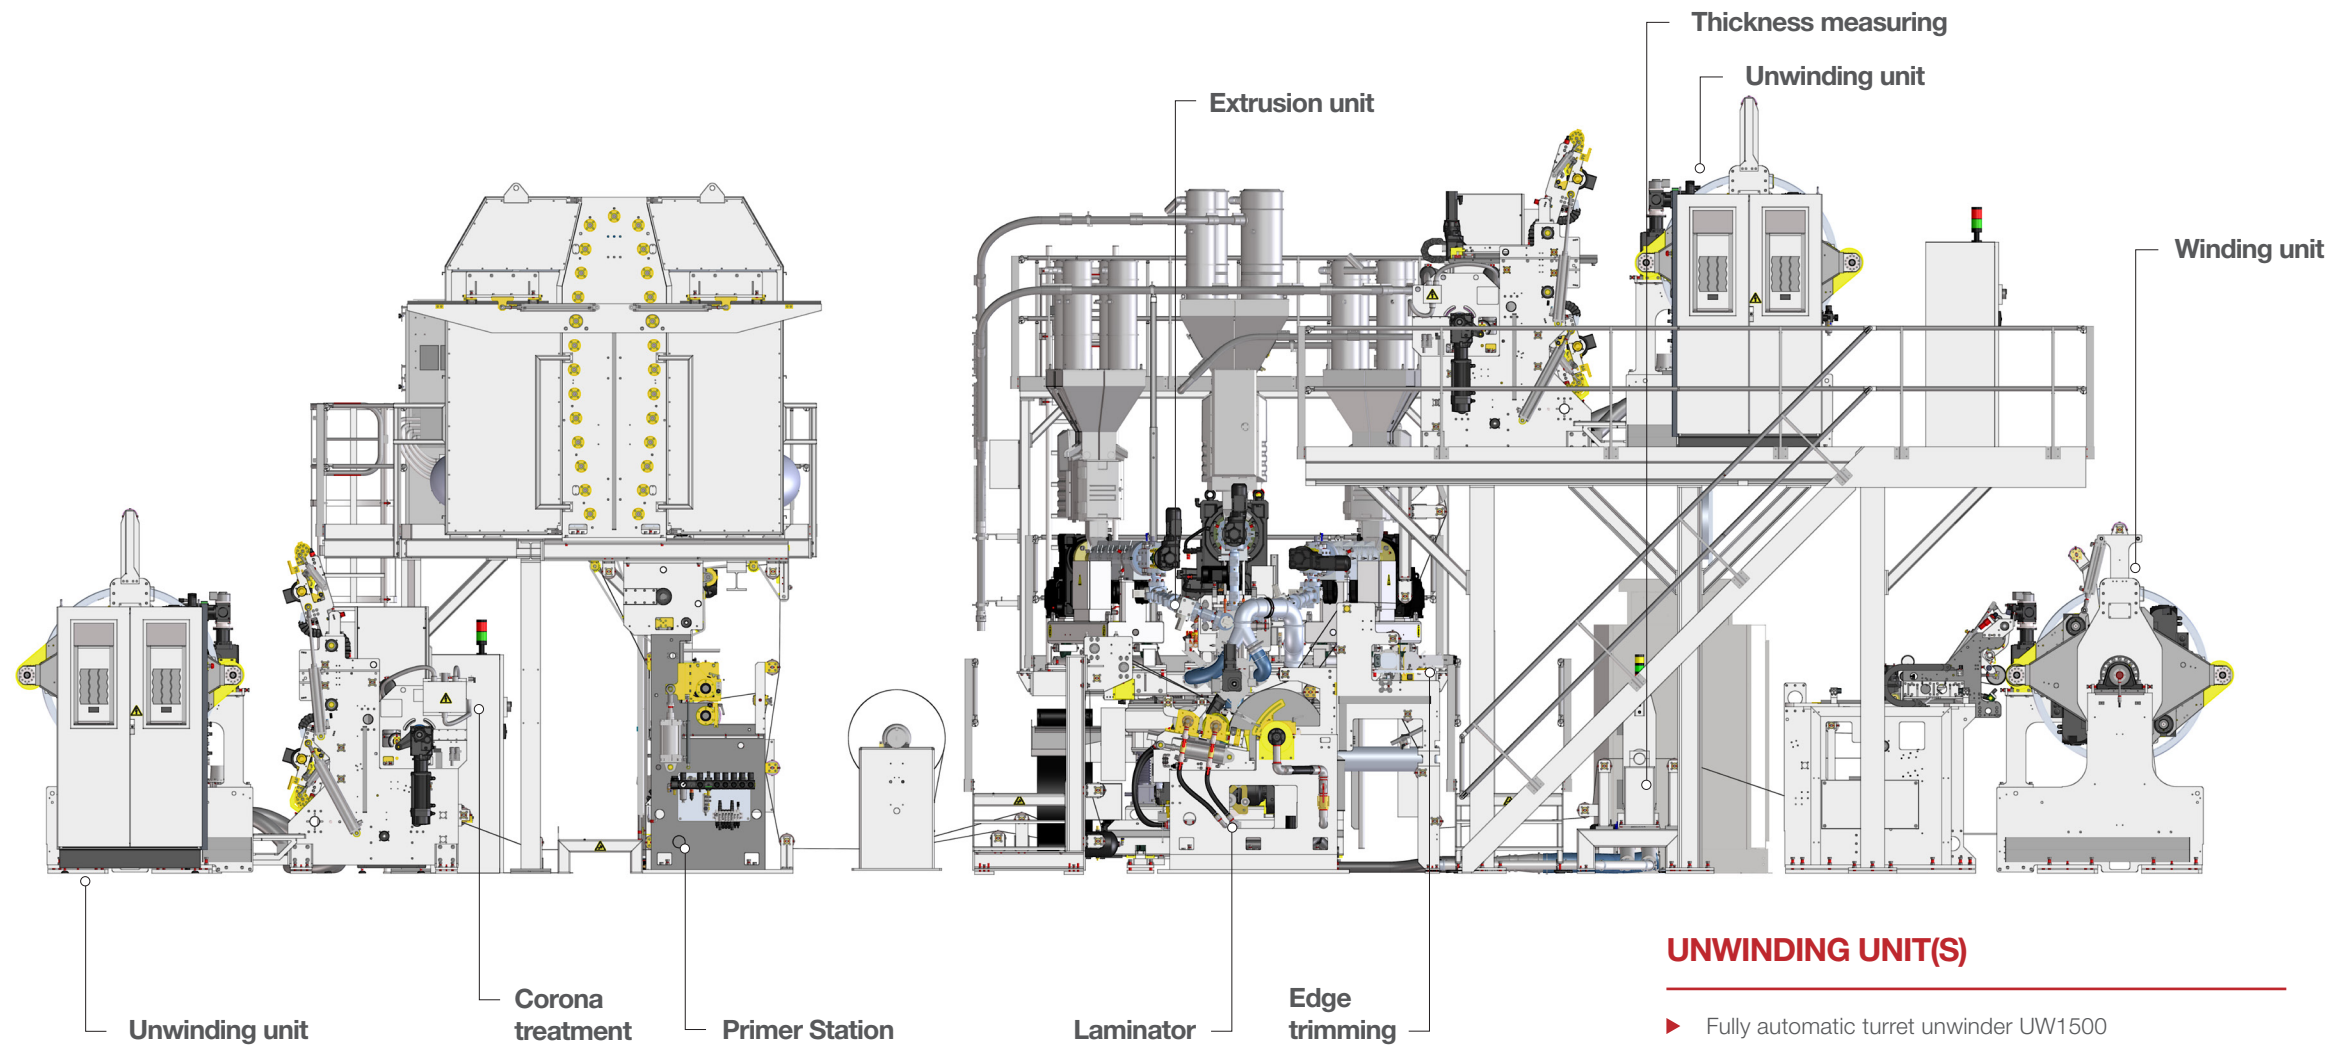 Thickness measuring
Unwinding unit
Extrusion unit
Winding unit
UNWINDING UNIT(S)
Corona
treatment
Edge
trimming
Unwinding unit
Primer Station
Laminator
Fully automatic turret unwinder UW1500